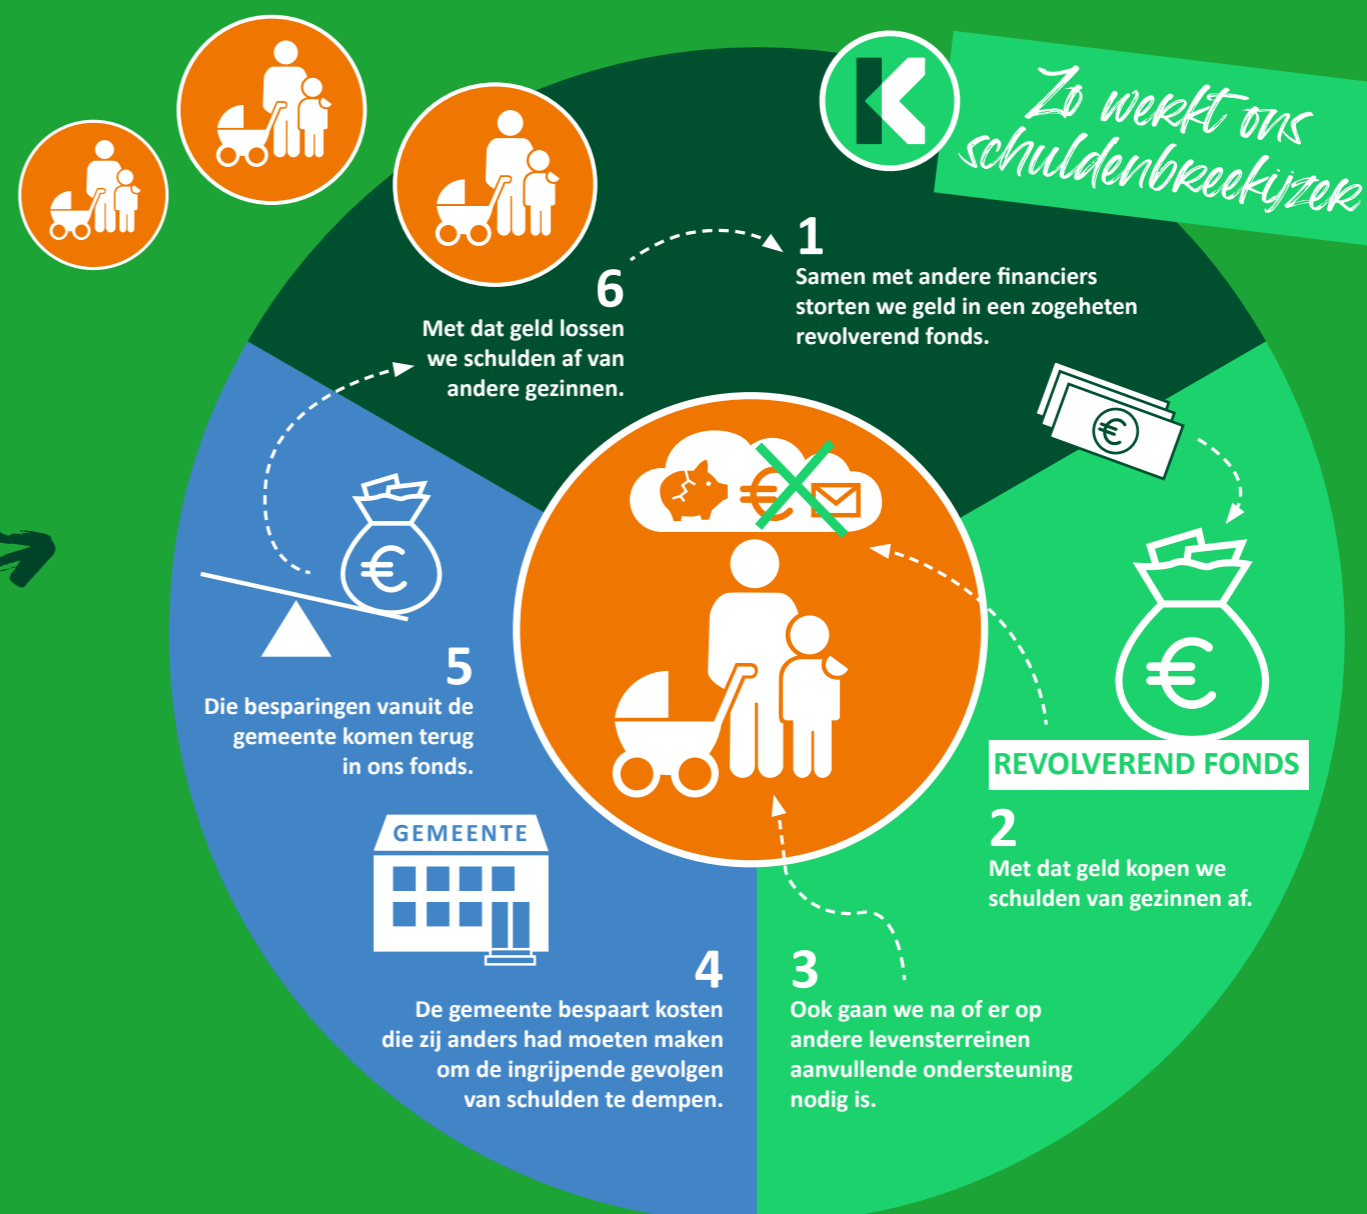 Zo werkt ons
schuldenbreekijzer
1
Samen met andere financiers
storten we geld in een zogeheten
revolverend fonds.
REVOLVEREND FONDS
2
Met dat geld kopen we
schulden van gezinnen af.
3
Ook gaan we na of er op
andere levensterreinen
aanvullende ondersteuning
nodig is.
GEMEENTE
4
De gemeente bespaart kosten
die zij anders had moeten maken
om de ingrijpende gevolgen
van schulden te dempen.
5
Die besparingen vanuit de
gemeente komen terug
in ons fonds.
6
Met dat geld lossen
we schulden af van
andere gezinnen.
K
€
€
€
€